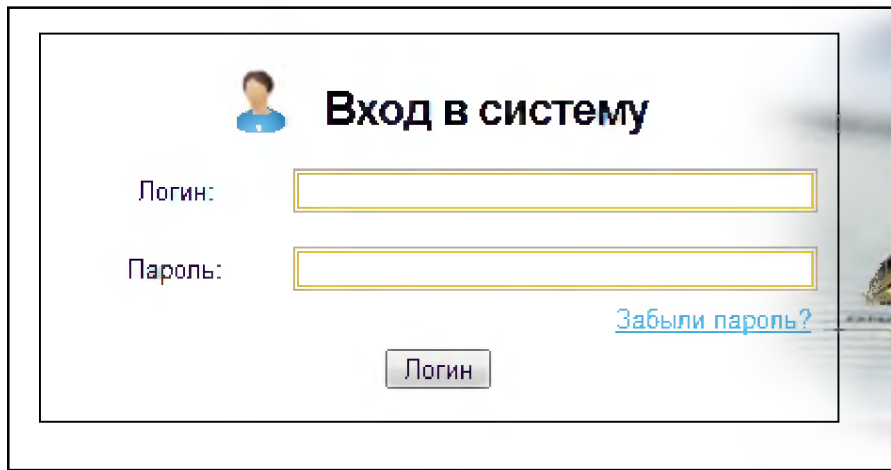 Вход в систему
Логин:
Пароль:
Забыли пароль?
Логин